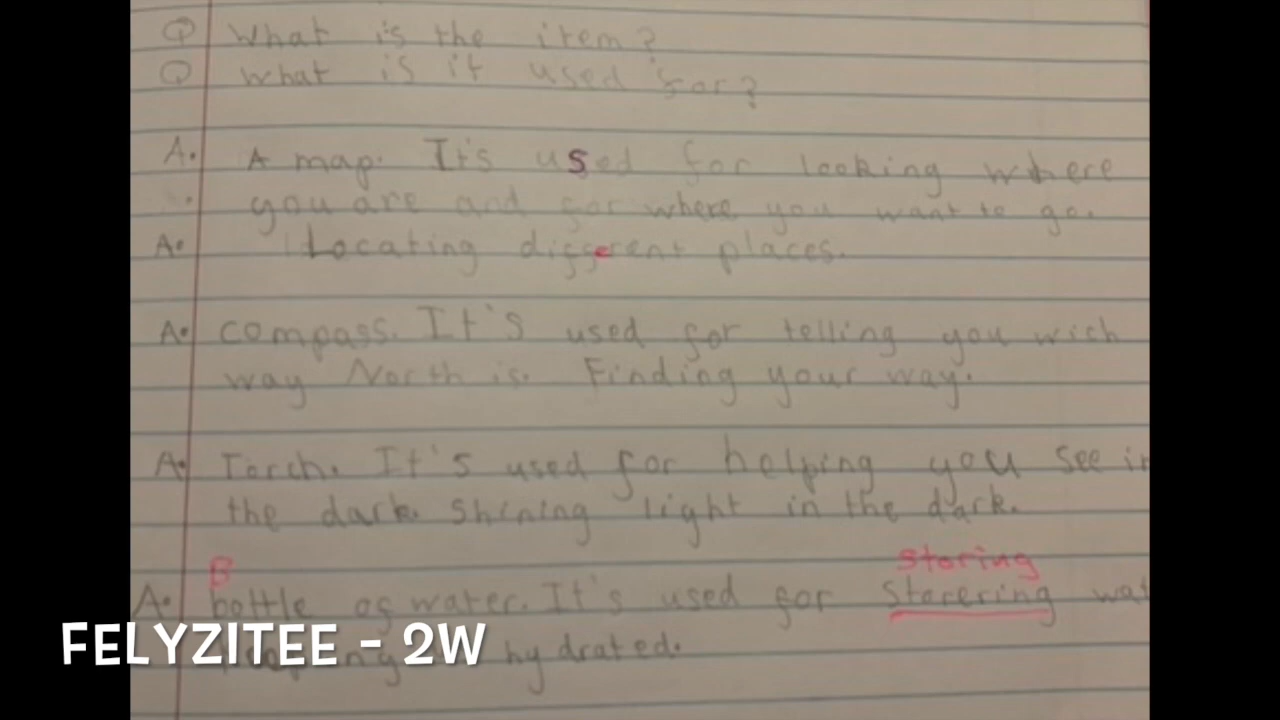 Q What is the item?
Q What is it used for?
A. A map. It's used for looking where
you are and for where you want to go.
A. Locating different places.
A. compass. It's used for telling you wich
way North is. Finding your way.
A. Torch. It's used for helping you see in
the dark. Shining light in the dark.
B storing
A. bottle of water. It's used for Starering wat
hydrated.
FELYZITEE - 2W